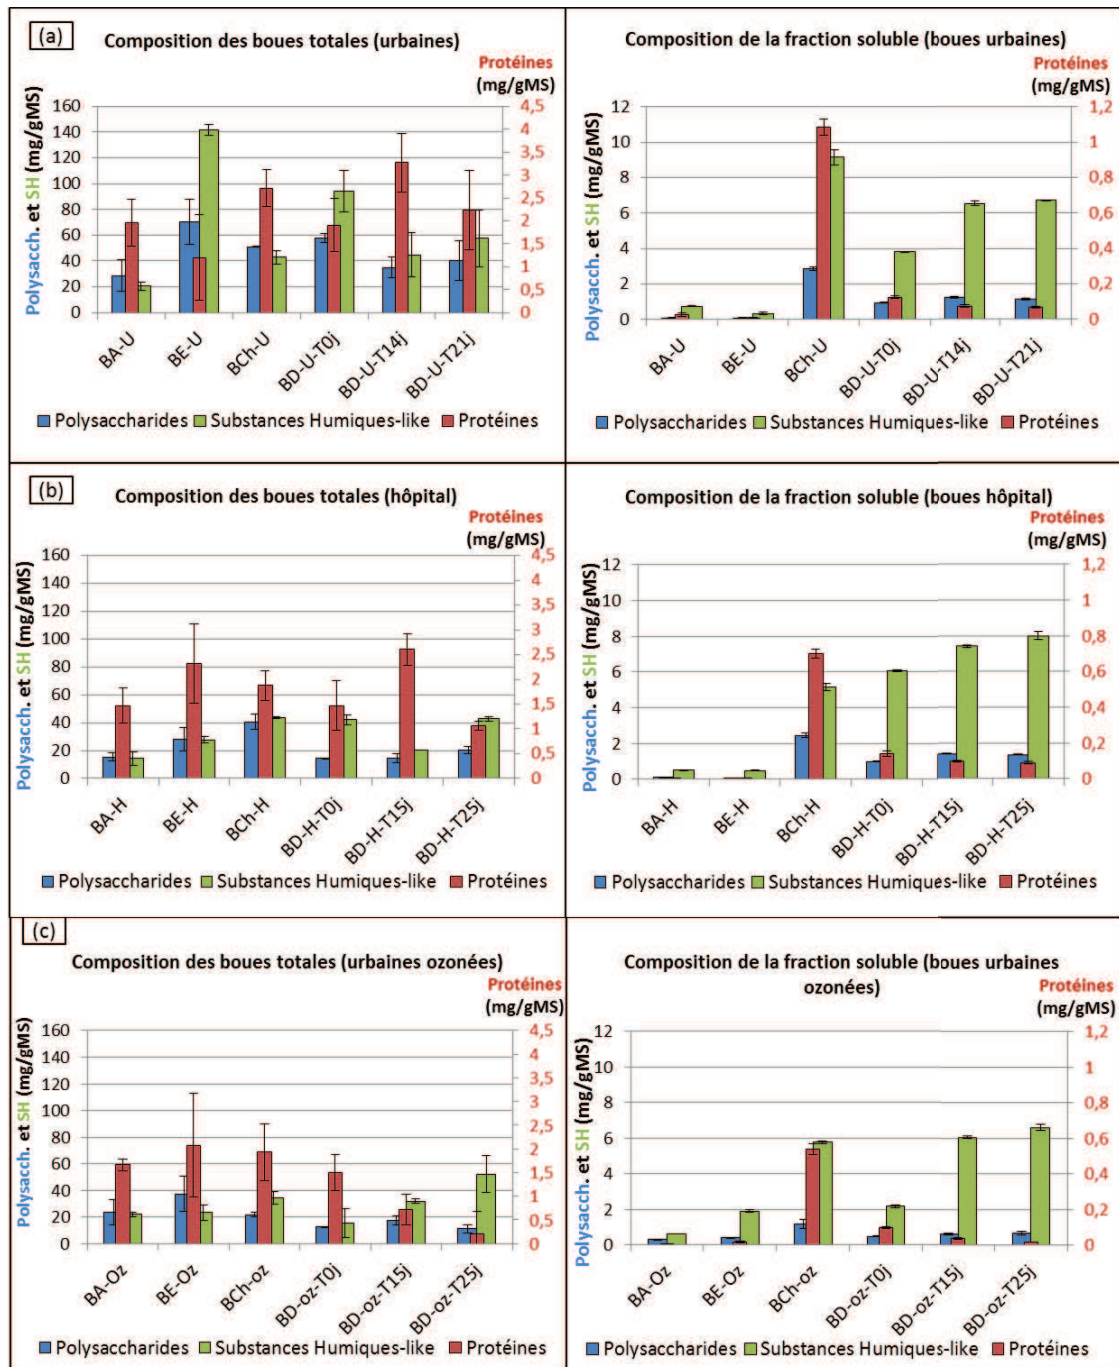 (a)
Composition des boues totales (urbaines)
Protéines
(mg/gMS)
Polysacch. et SH (mg/gMS)
160
140
120
100
80
60
40
20
0
4,5
4
3,5
3
2,5
2
1,5
1
0,5
0
BA-U
BE-U
BCh-U
BD-U-T0j
BD-U-T14j
BD-U-T21j
Polysaccharides Substances Humiques-like Protéines
Composition de la fraction soluble (boues urbaines)
Protéines
(mg/gMS)
Polysacch. et SH (mg/gMS)
12
10
8
6
4
2
0
1,2
1
0,8
0,6
0,4
0,2
0
BA-U
BE-U
BCh-U
BD-U-T0j
BD-U-T14j
BD-U-T21j
Polysaccharides Substances Humiques-like Protéines
(b)
Composition des boues totales (hôpital)
Protéines
(mg/gMS)
Polysacch. et SH (mg/gMS)
160
140
120
100
80
60
40
20
0
4,5
4
3,5
3
2,5
2
1,5
1
0,5
0
BA-H
BE-H
BCh-H
BD-H-T0j
BD-H-T15j
BD-H-T25j
Polysaccharides Substances Humiques-like Protéines
Composition de la fraction soluble (boues hôpital)
Protéines
(mg/gMS)
Polysacch. et SH (mg/gMS)
12
10
8
6
4
2
0
1,2
1
0,8
0,6
0,4
0,2
0
BA-H
BE-H
BCh-H
BD-H-T0j
BD-H-T15j
BD-H-T25j
Polysaccharides Substances Humiques-like Protéines
(c)
Composition des boues totales (urbaines ozonées)
Protéines
(mg/gMS)
Polysacch. et SH (mg/gMS)
160
140
120
100
80
60
40
20
0
4,5
4
3,5
3
2,5
2
1,5
1
0,5
0
BA-Oz
BE-Oz
BCh-oz
BD-oz-T0j
BD-oz-T15j
BD-oz-T25j
Polysaccharides Substances Humiques-like Protéines
Composition de la fraction soluble (boues urbaines
ozonées)
Protéines
(mg/gMS)
Polysacch. et SH (mg/gMS)
12
10
8
6
4
2
0
1,2
1
0,8
0,6
0,4
0,2
0
BA-Oz
BE-Oz
BCh-oz
BD-oz-T0j
BD-oz-T15j
BD-oz-T25j
Polysaccharides Substances Humiques-like Protéines